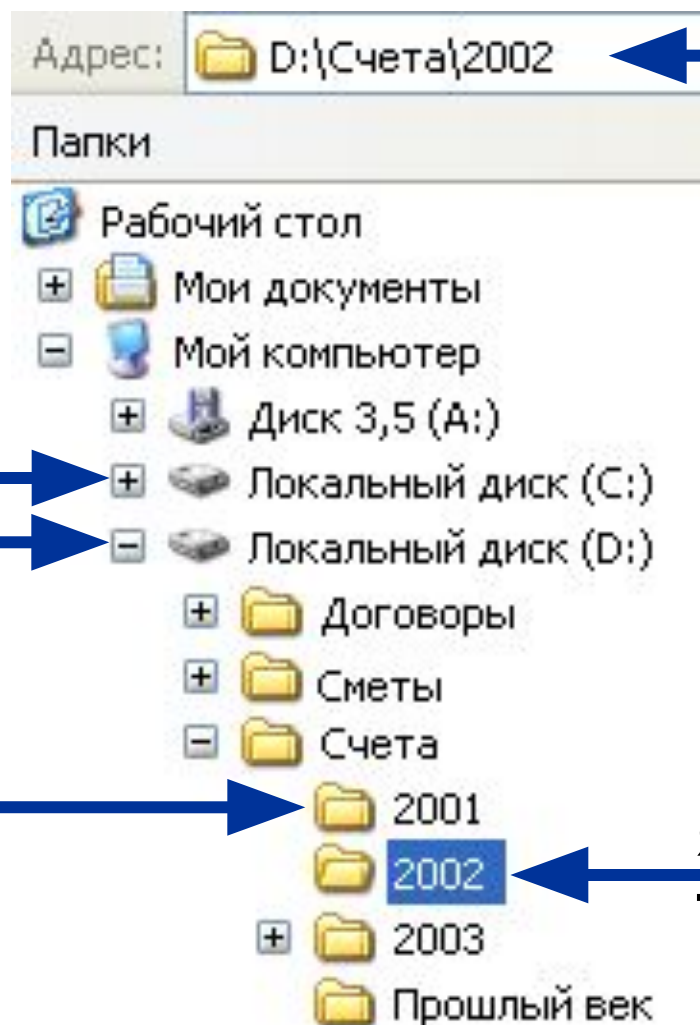 Адрес: D:\Счета\2002
Папки
Рабочий стол
Мои документы
Мой компьютер
Диск 3,5 (A:)
Локальный диск (C:)
Локальный диск (D:)
Договоры
Сметы
Счета
2001
2002
2003
Прошлый век